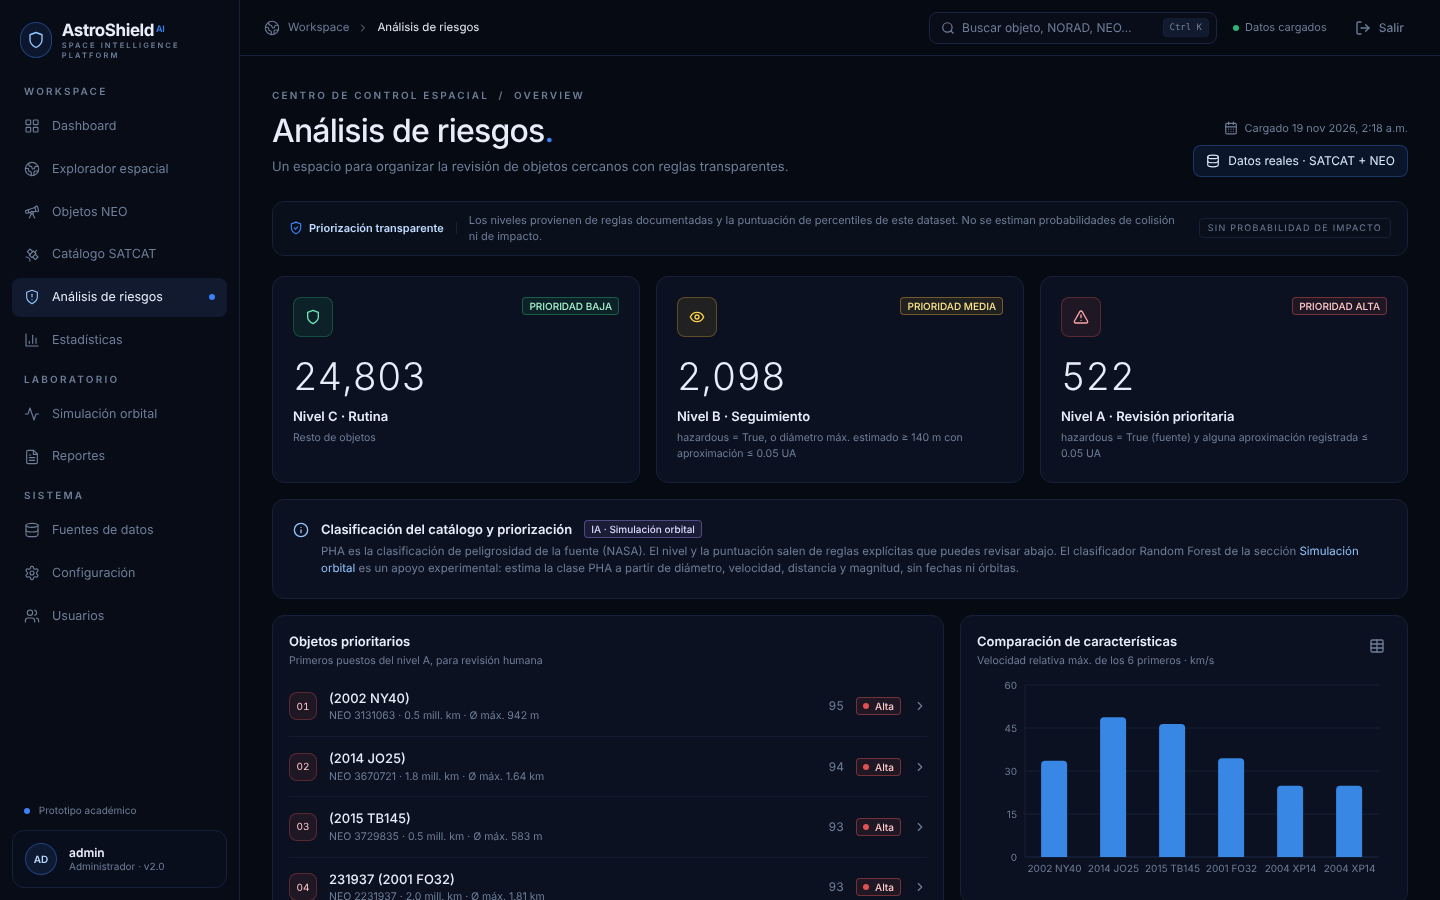 AstroShield AI
SPACE INTELLIGENCE
PLATFORM
WORKSPACE
Dashboard
Explorador espacial
Objetos NEO
Catálogo SATCAT
Análisis de riesgos
Estadísticas
LABORATORIO
Simulación orbital
Reportes
SISTEMA
Fuentes de datos
Configuración
Usuarios
Prototipo académico
AD
admin
Administrador · v2.0
Workspace > Análisis de riesgos
Buscar objeto, NORAD, NEO... Ctrl K
Datos cargados
Salir
CENTRO DE CONTROL ESPACIAL / OVERVIEW
Análisis de riesgos.
Un espacio para organizar la revisión de objetos cercanos con reglas transparentes.
Cargado 19 nov 2026, 2:18 a.m.
Datos reales · SATCAT + NEO
Priorización transparente
Los niveles provienen de reglas documentadas y la puntuación de percentiles de este dataset. No se estiman probabilidades de colisión
ni de impacto.
SIN PROBABILIDAD DE IMPACTO
PRIORIDAD BAJA
24,803
Nivel C · Rutina
Resto de objetos
PRIORIDAD MEDIA
2,098
Nivel B · Seguimiento
hazardous = True, o diámetro máx. estimado ≥ 140 m con
aproximación ≤ 0.05 UA
PRIORIDAD ALTA
522
Nivel A · Revisión prioritaria
hazardous = True (fuente) y alguna aproximación registrada ≤
0.05 UA
Clasificación del catálogo y priorización IA · Simulación orbital
PHA es la clasificación de peligrosidad de la fuente (NASA). El nivel y la puntuación salen de reglas explícitas que puedes revisar abajo. El clasificador Random Forest de la sección Simulación
orbital es un apoyo experimental: estima la clase PHA a partir de diámetro, velocidad, distancia y magnitud, sin fechas ni órbitas.
Objetos prioritarios
Primeros puestos del nivel A, para revisión humana
01 (2002 NY40) 95 Alta
NEO 3131063 · 0.5 mill. km · Ø máx. 942 m
02 (2014 JO25) 94 Alta
NEO 3670721 · 1.8 mill. km · Ø máx. 1.64 km
03 (2015 TB145) 93 Alta
NEO 3729835 · 0.5 mill. km · Ø máx. 583 m
04 231937 (2001 FO32) 93 Alta
NEO 2231937 · 2.0 mill. km · Ø máx. 1.81 km
Comparación de características
Velocidad relativa máx. de los 6 primeros · km/s
60
45
30
15
0
2002 NY40 2014 JO25 2015 TB145 2001 FO32 2004 XP14 2004 XP14